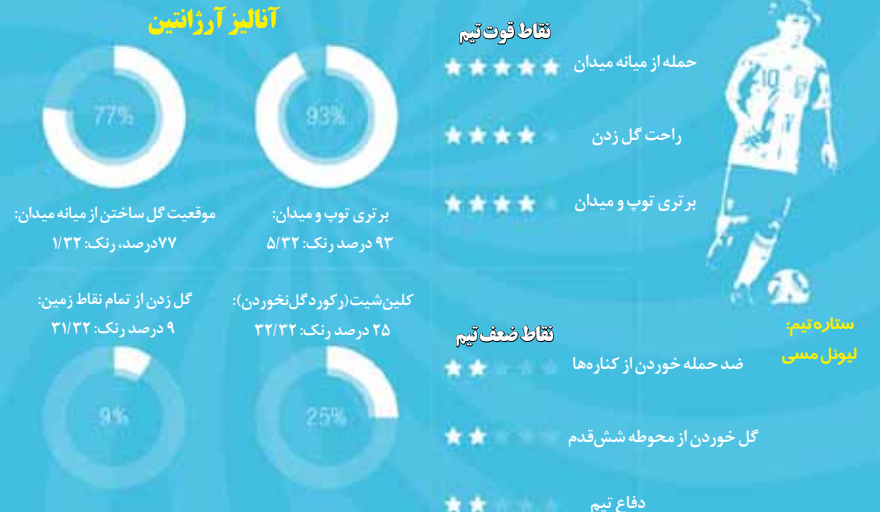 آنالیز آرژانتین
نقاط قوت تیم
حمله از میانه میدان
راحت گل زدن
برتری توپ و میدان
10
93%
77%
برتری توپ و میدان:
۹۳ درصد رنک: ۵/۳۲
موقعیت گل ساختن از میانه میدان:
۷۷درصد، رنک: ۱/۳۲
کلین‌شیت(رکوردگل‌نخوردن):
۲۵ درصد رنک: ۳۲/۳۲
گل زدن از تمام نقاط زمین:
۹ درصد رنک: ۳۱/۳۲
25%
9%
ستاره تیم:
لیونل مسی
نقاط ضعف تیم
ضد حمله خوردن از کناره‌ها
گل خوردن از محوطه شش‌قدم
دفاع تیم